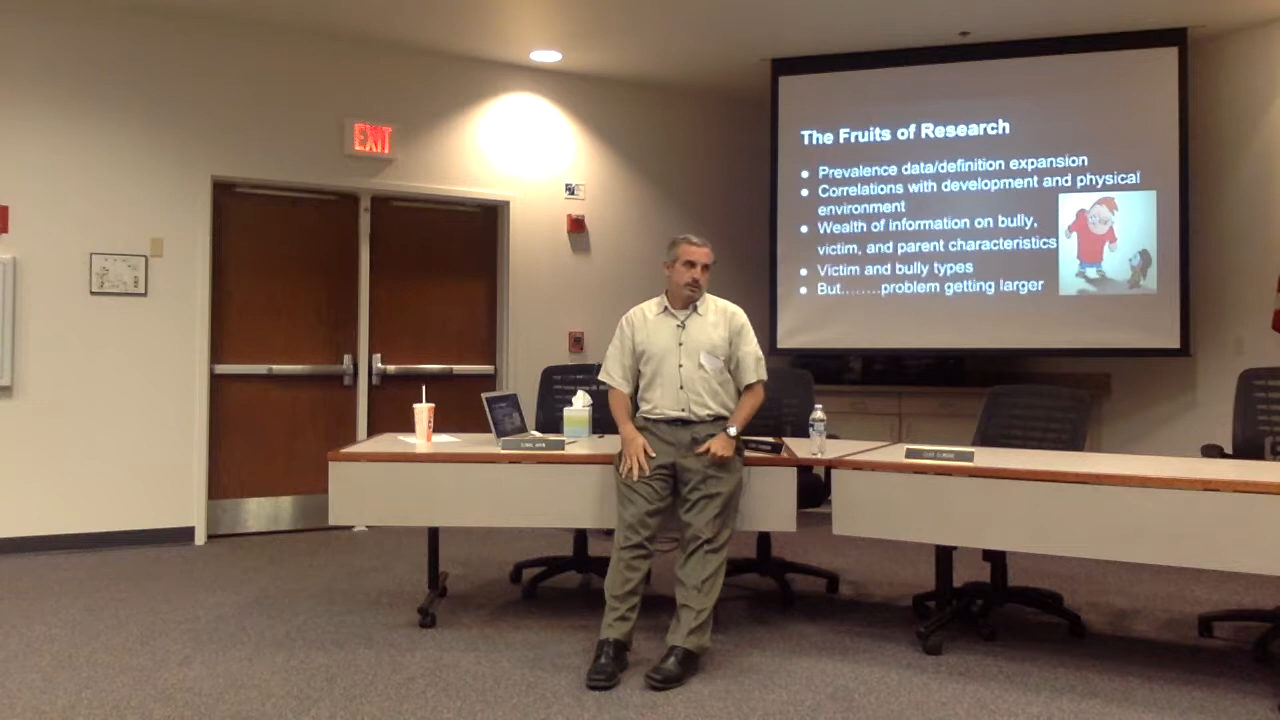 EXIT
The Fruits of Research
● Prevalence data/definition expansion
● Correlations with development and physical
environment
● Wealth of information on bully,
victim, and parent characteristics
● Victim and bully types
● But........problem getting larger